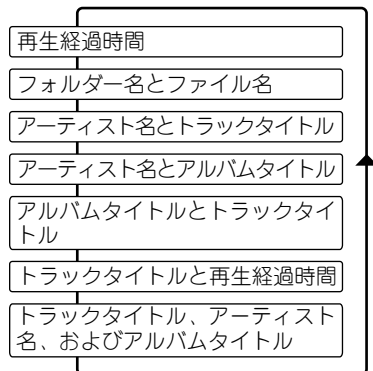 再生経過時間
フォルダー名とファイル名
アーティスト名とトラックタイトル
アーティスト名とアルバムタイトル
アルバムタイトルとトラックタイ
トル
トラックタイトルと再生経過時間
トラックタイトル、アーティスト
名、およびアルバムタイトル